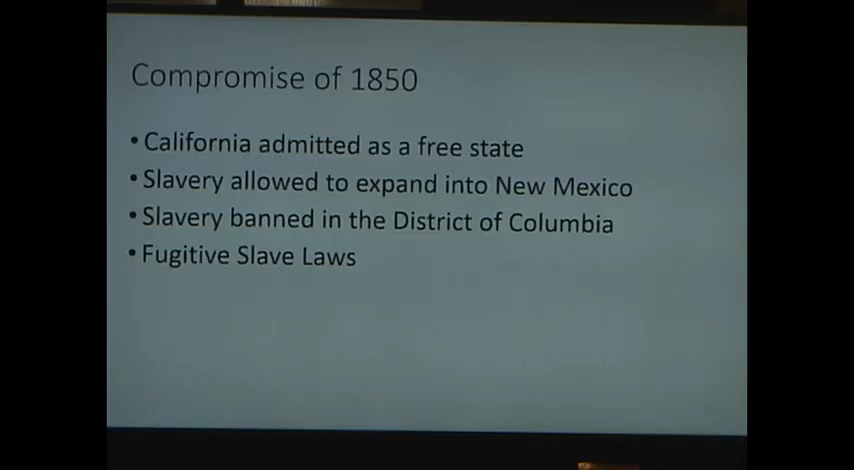 Compromise of 1850
• California admitted as a free state
• Slavery allowed to expand into New Mexico
• Slavery banned in the District of Columbia
• Fugitive Slave Laws